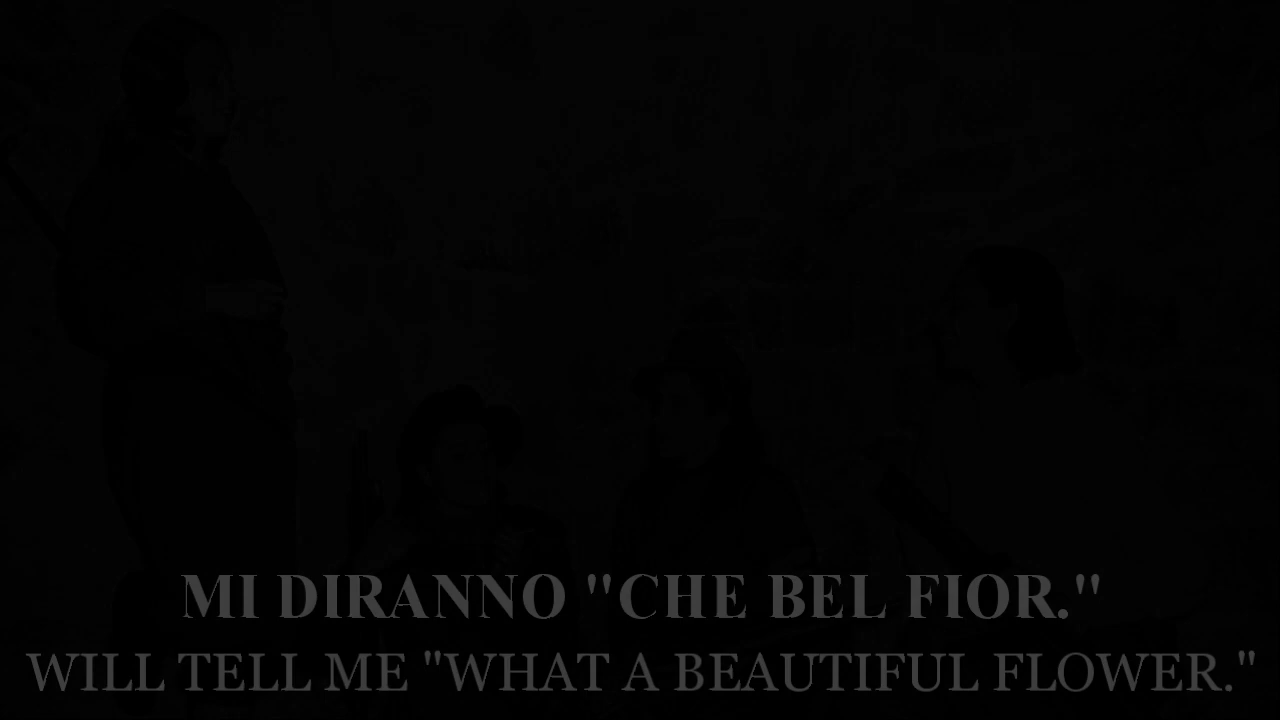 MI DIRANNO "CHE BEL FIOR."
WILL TELL ME "WHAT A BEAUTIFUL FLOWER."